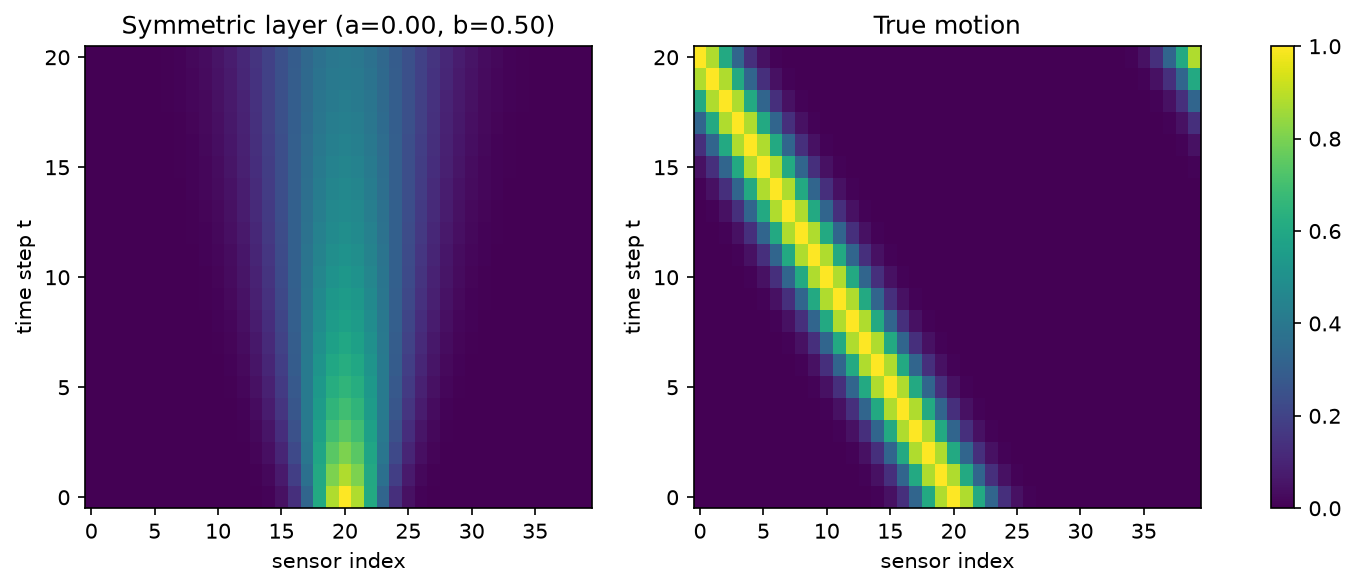 Symmetric layer (a=0.00, b=0.50)
True motion
20
15
10
5
0
time step t
0 5 10 15 20 25 30 35
sensor index
20
15
10
5
0
time step t
0 5 10 15 20 25 30 35
sensor index
1.0
0.8
0.6
0.4
0.2
0.0